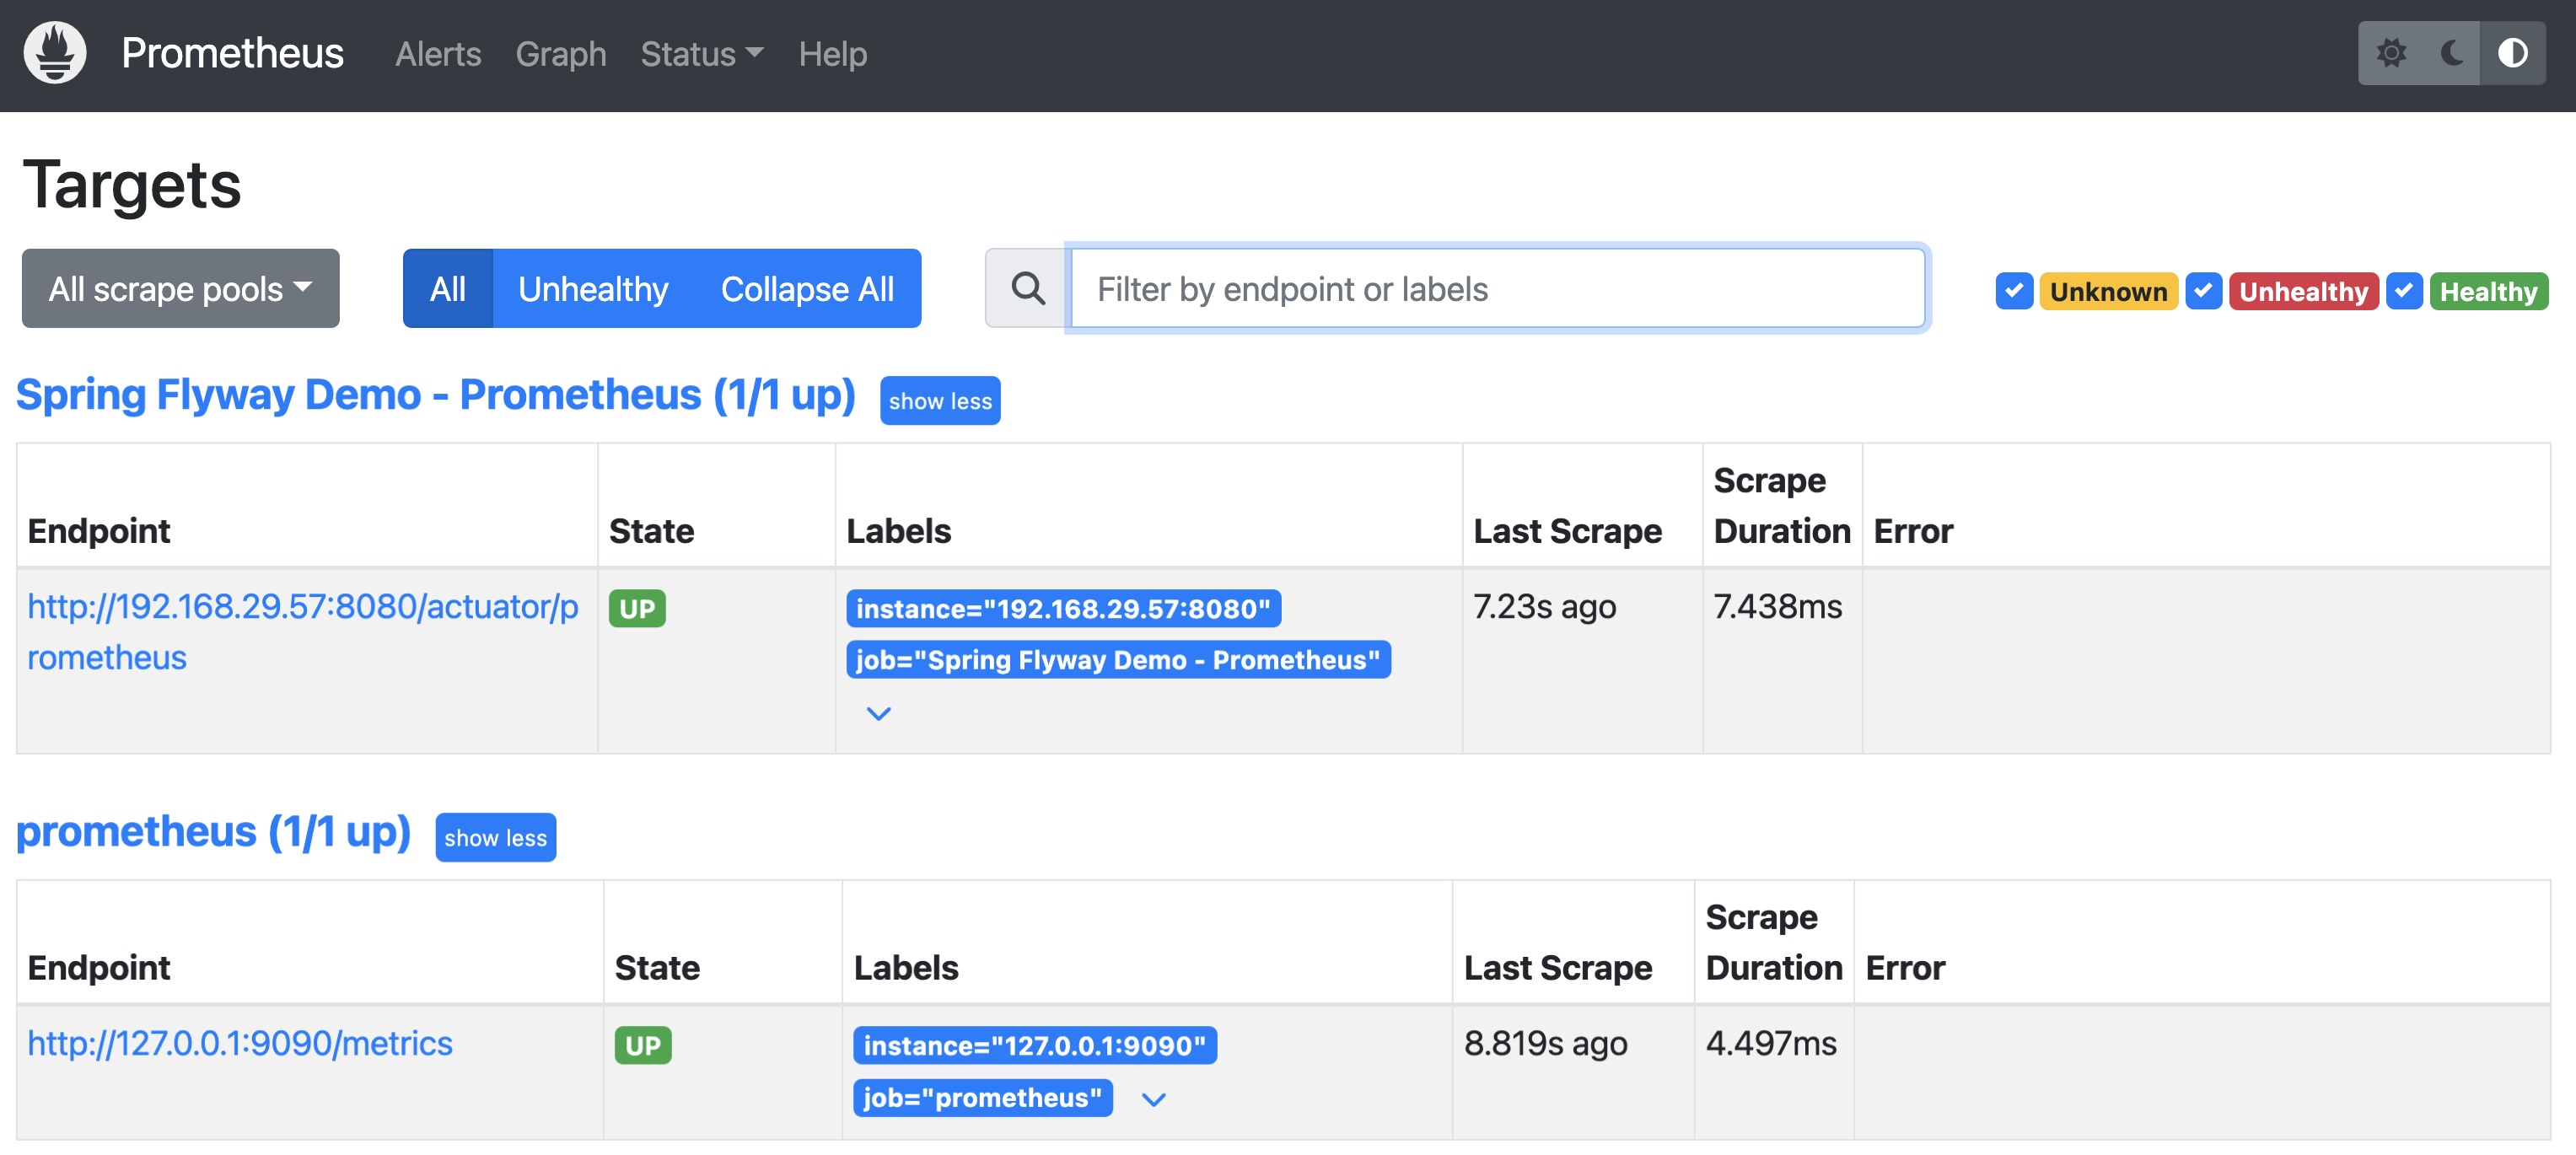 Prometheus Alerts Graph Status Help
Targets
All scrape pools All Unhealthy Collapse All Filter by endpoint or labels Unknown Unhealthy Healthy
Spring Flyway Demo - Prometheus (1/1 up) show less
Endpoint State Labels Last Scrape Scrape Duration Error
http://192.168.29.57:8080/actuator/p
rometheus
UP
instance="192.168.29.57:8080"
job="Spring Flyway Demo - Prometheus"
7.23s ago
7.438ms
prometheus (1/1 up) show less
Endpoint State Labels Last Scrape Scrape Duration Error
http://127.0.0.1:9090/metrics
UP
instance="127.0.0.1:9090"
job="prometheus"
8.819s ago
4.497ms